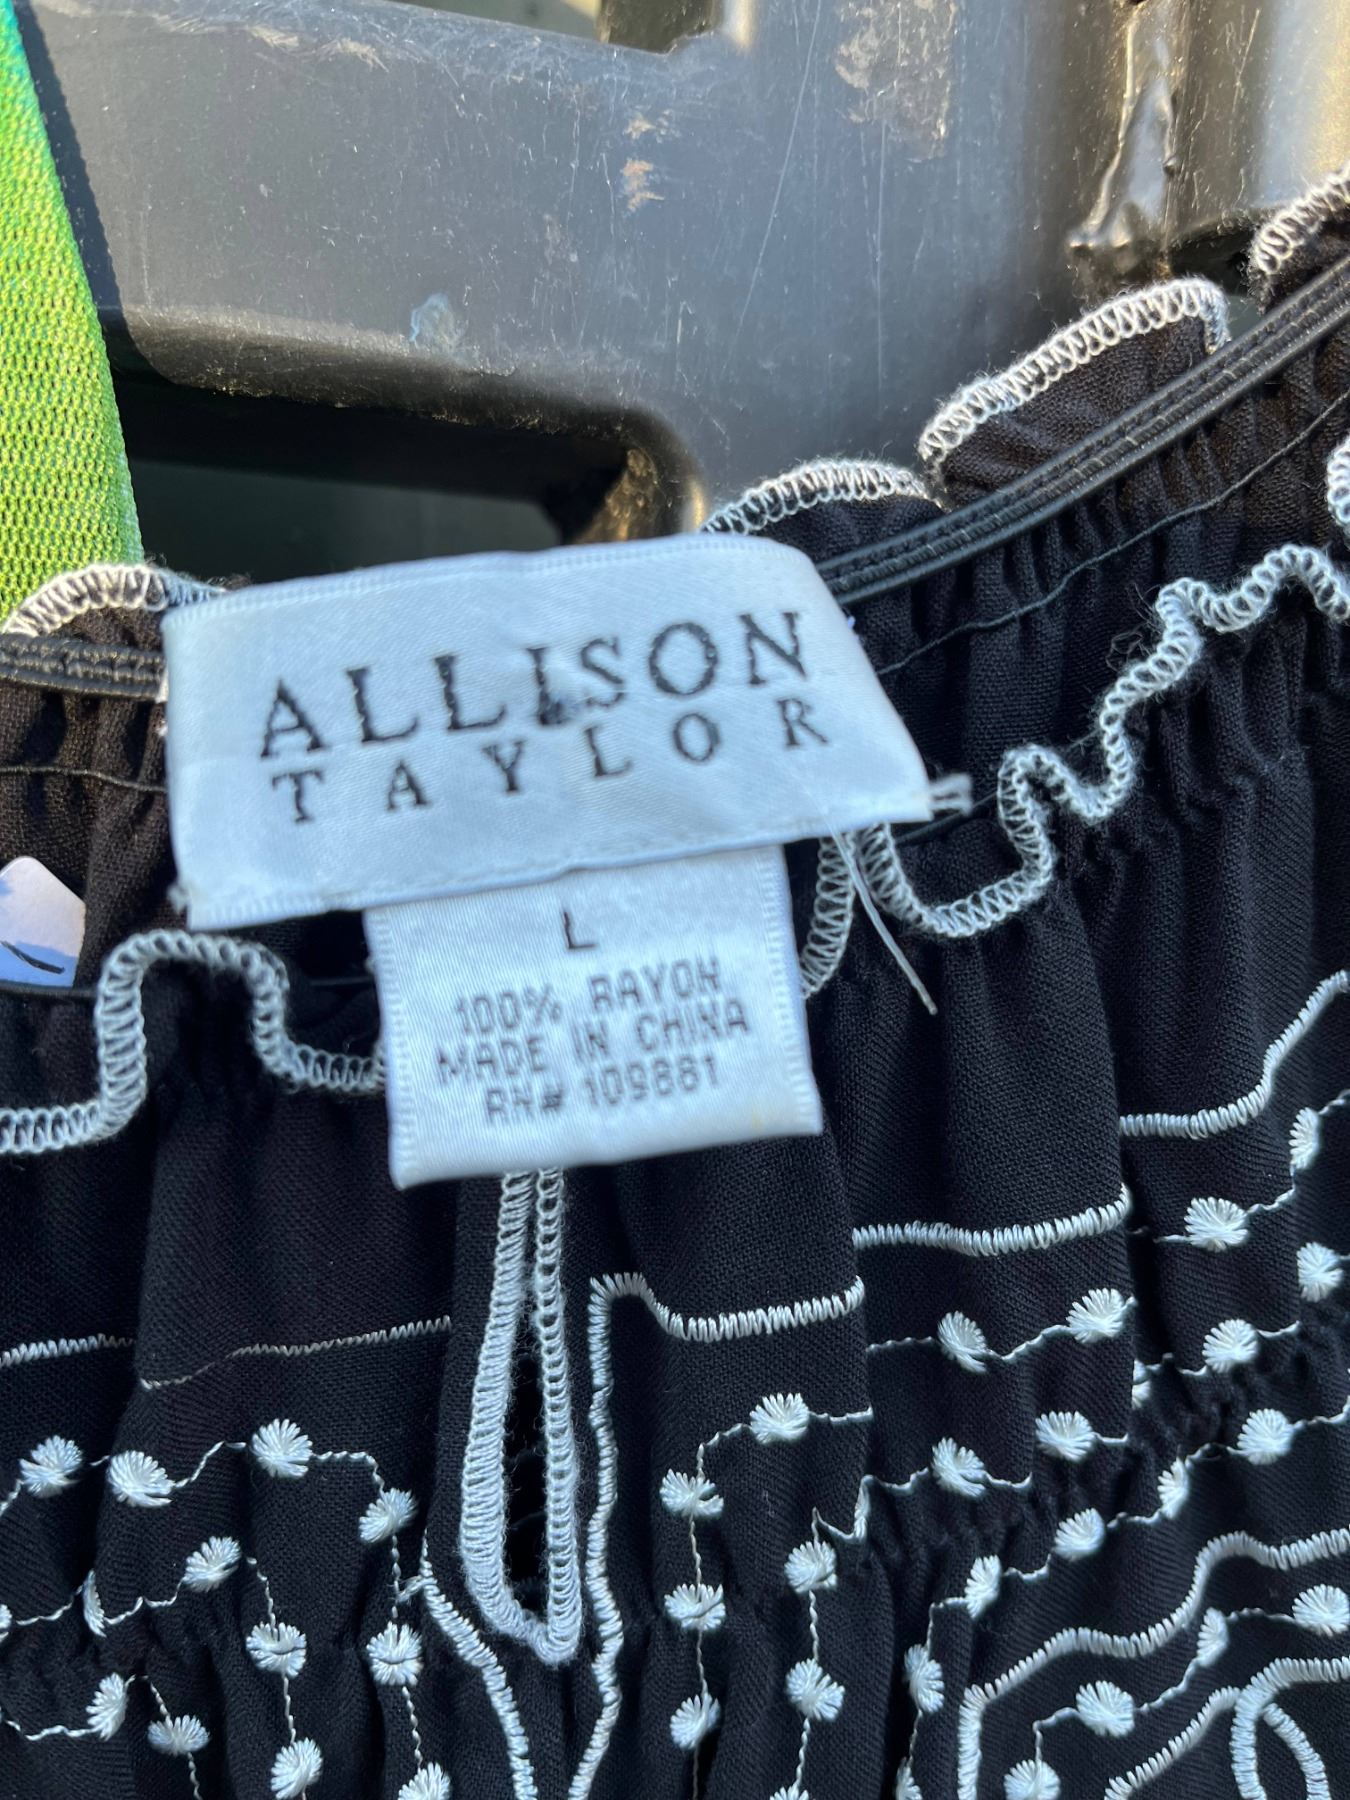 ALLISON
TAYLOR
L
100% RAYON
MADE IN CHINA
RN# 109881